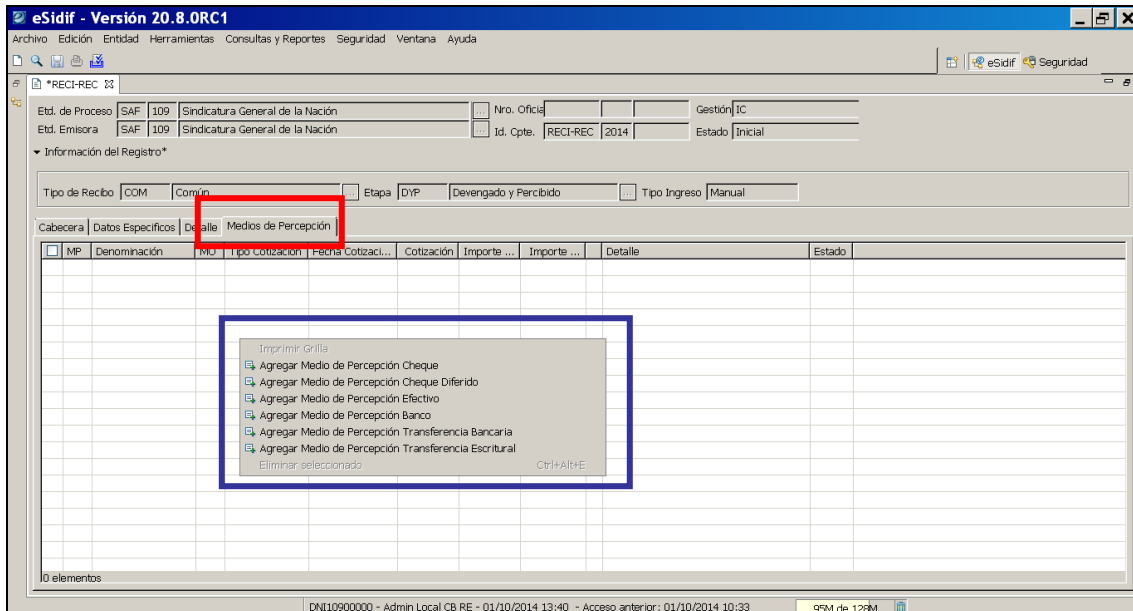 eSidif - Versión 20.8.0RC1
Archivo Edición Entidad Herramientas Consultas y Reportes Seguridad Ventana Ayuda
eSidif Seguridad
*RECI-REC
Etd. de Proceso SAF 109 Sindicatura General de la Nación ... Nro. Oficia Gestión IC
Etd. Emisora SAF 109 Sindicatura General de la Nación ... Id. Cpte. RECI-REC 2014 Estado Inicial
Información del Registro*
Tipo de Recibo COM Común ... Etapa DYP Devengado y Percibido ... Tipo Ingreso Manual
Cabecera Datos Especificos Detalle Medios de Percepción
MP Denominación MO Tipo Cotización Fecha Cotizaci... Cotización Importe ... Importe ... Detalle Estado
Imprimir Grilla
Agregar Medio de Percepción Cheque
Agregar Medio de Percepción Cheque Diferido
Agregar Medio de Percepción Efectivo
Agregar Medio de Percepción Banco
Agregar Medio de Percepción Transferencia Bancaria
Agregar Medio de Percepción Transferencia Escritural
Eliminar seleccionado Ctrl+Alt+E
0 elementos
DNI10900000 - Admin Local CB RE - 01/10/2014 13:40 - Acceso anterior: 01/10/2014 10:33 95M de 128M